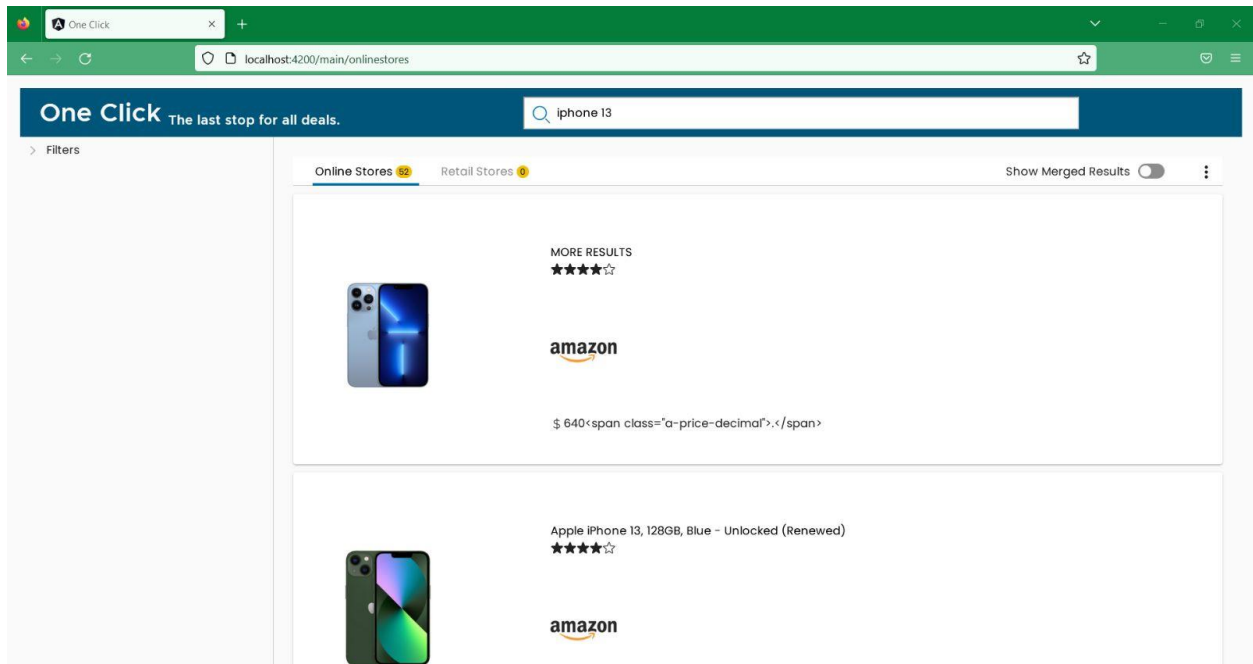 One Click
localhost:4200/main/onlinestores
One Click The last stop for all deals.
iphone 13
Filters
Online Stores 52 Retail Stores 0 Show Merged Results
MORE RESULTS
amazon
$ 640<span class="a-price-decimal">.</span>
Apple iPhone 13, 128GB, Blue - Unlocked (Renewed)
amazon